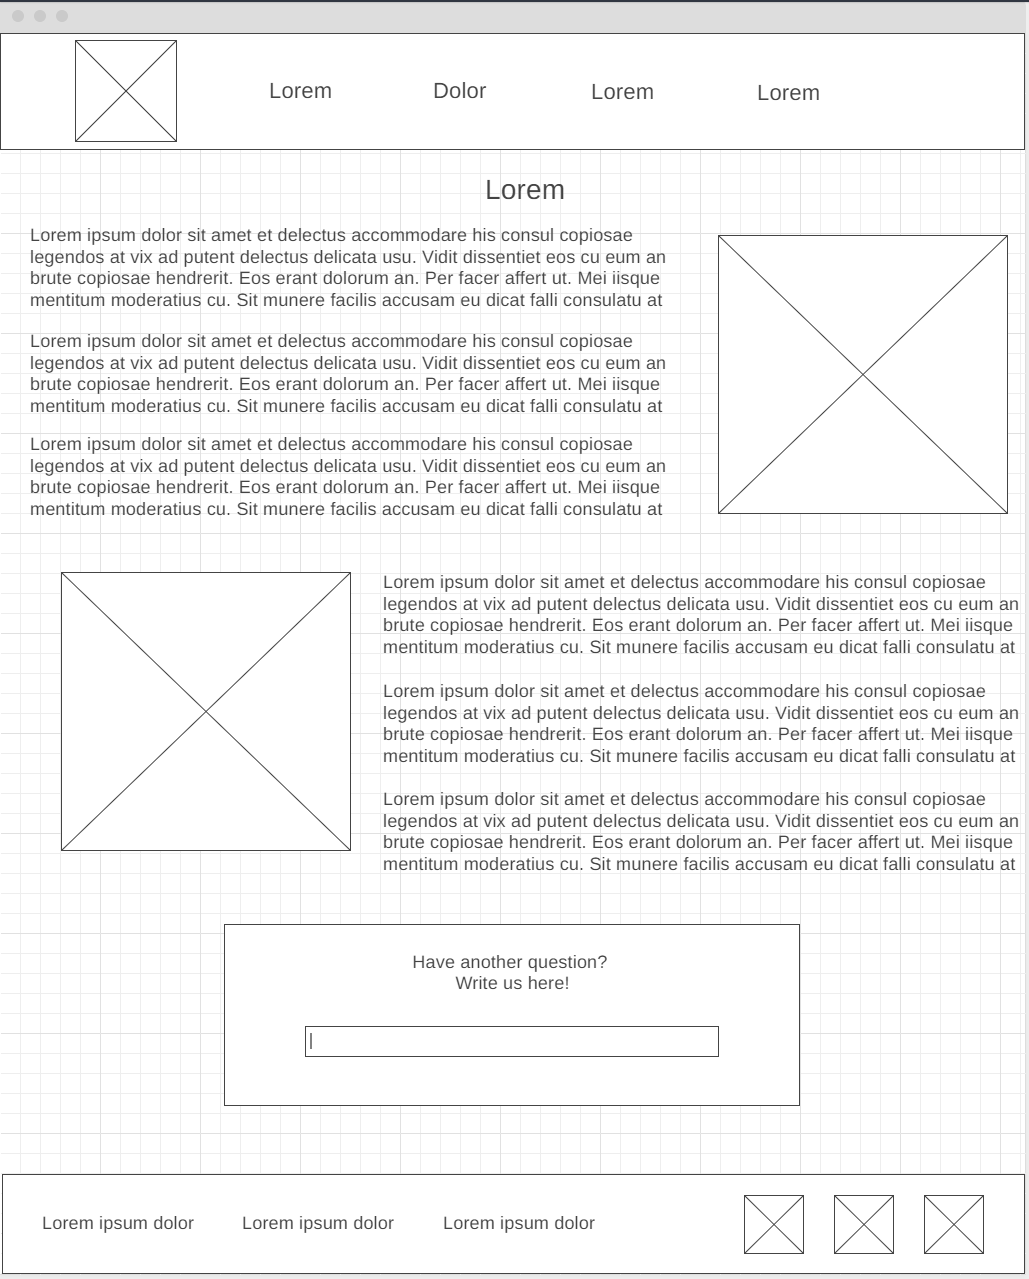 Lorem
Dolor
Lorem
Lorem
Lorem
Lorem ipsum dolor sit amet et delectus accommodare his consul copiosae
legendos at vix ad putent delectus delicata usu. Vidit dissentiet eos cu eum an
brute copiosae hendrerit. Eos erant dolorum an. Per facer affert ut. Mei iisque
mentitum moderatius cu. Sit munere facilis accusam eu dicat falli consulatu at
Lorem ipsum dolor sit amet et delectus accommodare his consul copiosae
legendos at vix ad putent delectus delicata usu. Vidit dissentiet eos cu eum an
brute copiosae hendrerit. Eos erant dolorum an. Per facer affert ut. Mei iisque
mentitum moderatius cu. Sit munere facilis accusam eu dicat falli consulatu at
Lorem ipsum dolor sit amet et delectus accommodare his consul copiosae
legendos at vix ad putent delectus delicata usu. Vidit dissentiet eos cu eum an
brute copiosae hendrerit. Eos erant dolorum an. Per facer affert ut. Mei iisque
mentitum moderatius cu. Sit munere facilis accusam eu dicat falli consulatu at
Lorem ipsum dolor sit amet et delectus accommodare his consul copiosae
legendos at vix ad putent delectus delicata usu. Vidit dissentiet eos cu eum an
brute copiosae hendrerit. Eos erant dolorum an. Per facer affert ut. Mei iisque
mentitum moderatius cu. Sit munere facilis accusam eu dicat falli consulatu at
Lorem ipsum dolor sit amet et delectus accommodare his consul copiosae
legendos at vix ad putent delectus delicata usu. Vidit dissentiet eos cu eum an
brute copiosae hendrerit. Eos erant dolorum an. Per facer affert ut. Mei iisque
mentitum moderatius cu. Sit munere facilis accusam eu dicat falli consulatu at
Lorem ipsum dolor sit amet et delectus accommodare his consul copiosae
legendos at vix ad putent delectus delicata usu. Vidit dissentiet eos cu eum an
brute copiosae hendrerit. Eos erant dolorum an. Per facer affert ut. Mei iisque
mentitum moderatius cu. Sit munere facilis accusam eu dicat falli consulatu at
Have another question?
Write us here!
Lorem ipsum dolor
Lorem ipsum dolor
Lorem ipsum dolor